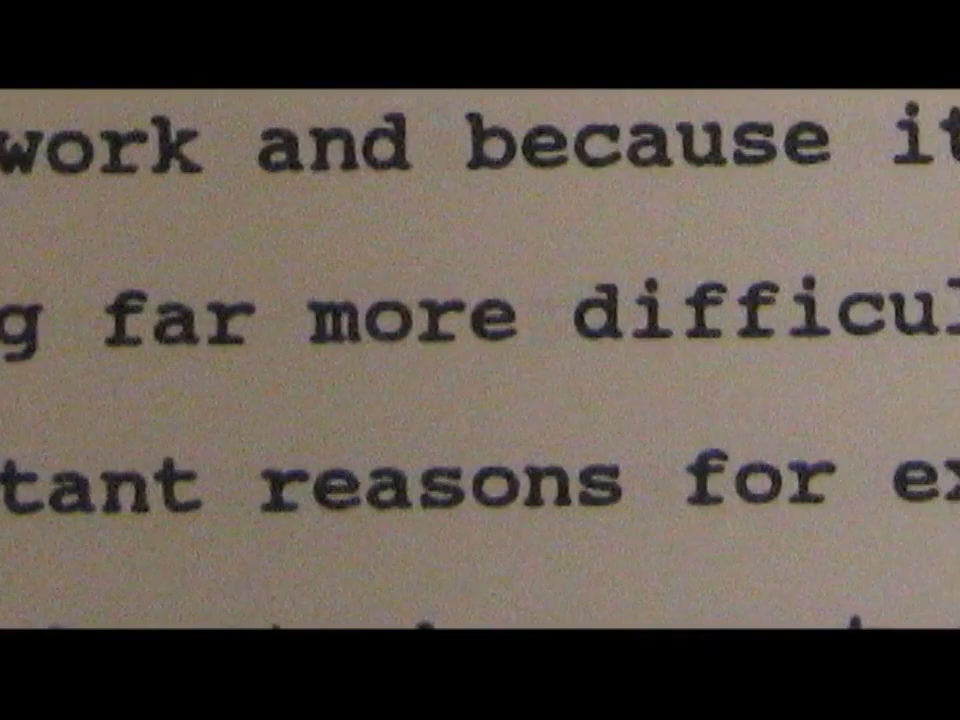 work and because it
g far more difficul
tant reasons for ex